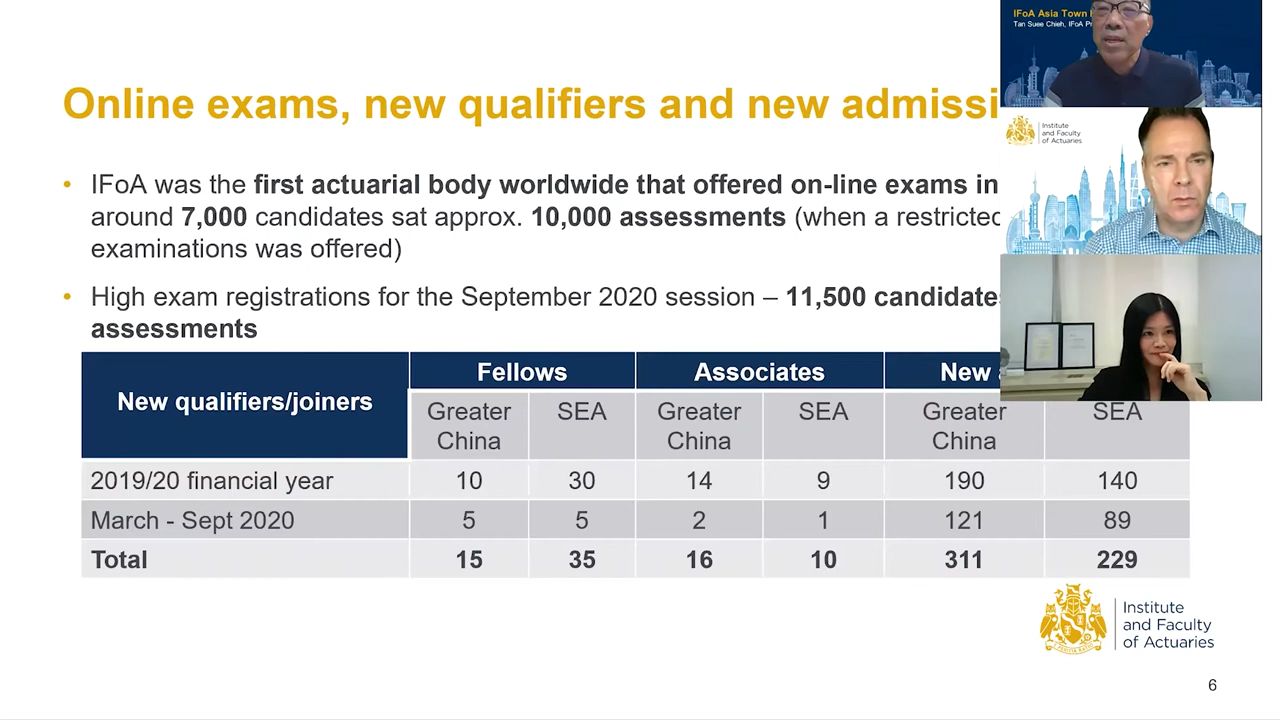 IFoA Asia Town
Tan Suee Chieh, IFoA
Online exams, new qualifiers and new
Institute
and Faculty
of Actuaries
• IFoA was the first actuarial body worldwide that offered on-line exams in
around 7,000 candidates sat approx. 10,000 assessments (when a restricted
examinations was offered)
• High exam registrations for the September 2020 session – 11,500
assessments
New qualifiers/joiners Fellows Associates New
Greater China SEA Greater China SEA Greater China SEA
2019/20 financial year 10 30 14 9 190 140
March - Sept 2020 5 5 2 1 121 89
Total 15 35 16 10 311 229
Institute
and Faculty
of Actuaries
6